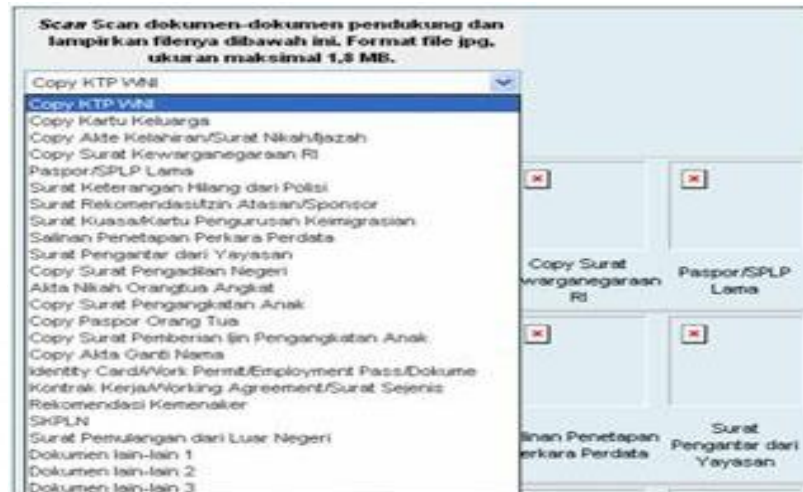 Scan Scan dokumen-dokumen pendukung dan
lampirkan filenya dibawah ini. Format file jpg,
ukuran maksimal 1,8 MB.
Copy KTP WNI
Copy KTP WNI
Copy Kartu Keluarga
Copy Akte Kelahiran/Surat Nikah/Ijazah
Copy Surat Kewarganegaraan RI
Paspor/SPLP Lama
Surat Keterangan Hilang dari Polisi
Surat Rekomendasi/Izin Atasan/Sponsor
Surat Kuasa/Kartu Pengurusan Keimigrasian
Salinan Penetapan Perkara Perdata
Surat Pengantar dari Yayasan
Copy Surat Pengadilan Negeri
Akta Nikah Orangtua Angkat
Copy Surat Pengangkatan Anak
Copy Paspor Orang Tua
Copy Surat Pemberian Ijin Pengangkatan Anak
Copy Akta Ganti Nama
Identity Card/Work Permit/Employment Pass/Dokume
Kontrak Kerja/Working Agreement/Surat Sejenis
Rekomendasi Kemenaker
SKPLN
Surat Pemulangan dari Luar Negeri
Dokumen lain-lain 1
Dokumen lain-lain 2
Dokumen lain-lain 3
Copy Surat
warganegaraan
RI
Paspor/SPLP
Lama
linan Penetapan
erkara Perdata
Surat
Pengantar dari
Yayasan